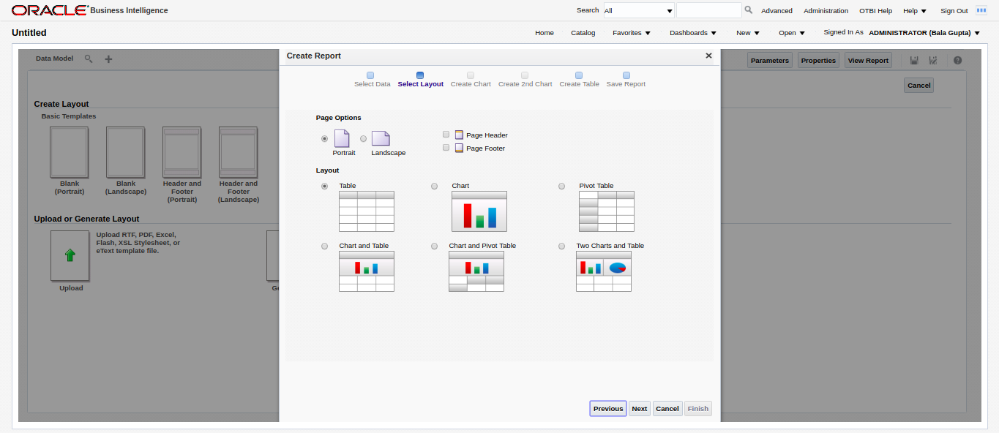 ORACLE Business Intelligence
Search All Advanced Administration OTBI Help Help Sign Out
Untitled
Home Catalog Favorites Dashboards New Open Signed In As ADMINISTRATOR (Bala Gupta)
Data Model
Parameters Properties View Report
Cancel
Create Layout
Basic Templates
Blank
(Portrait)
Blank
(Landscape)
Header and
Footer
(Portrait)
Header and
Footer
(Landscape)
Upload or Generate Layout
Upload RTF, PDF, Excel,
Flash, XSL Stylesheet, or
eText template file.
Upload
Create Report
Select Data Select Layout Create Chart Create 2nd Chart Create Table Save Report
Page Options
Portrait Landscape
Page Header
Page Footer
Layout
Table Chart Pivot Table
Chart and Table Chart and Pivot Table Two Charts and Table
Previous Next Cancel Finish